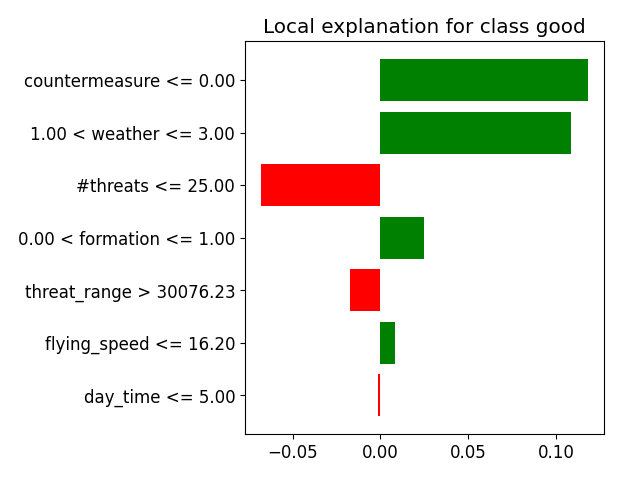 Local explanation for class good
countermeasure <= 0.00
1.00 < weather <= 3.00
#threats <= 25.00
0.00 < formation <= 1.00
threat_range > 30076.23
flying_speed <= 16.20
day_time <= 5.00
−0.05 0.00 0.05 0.10